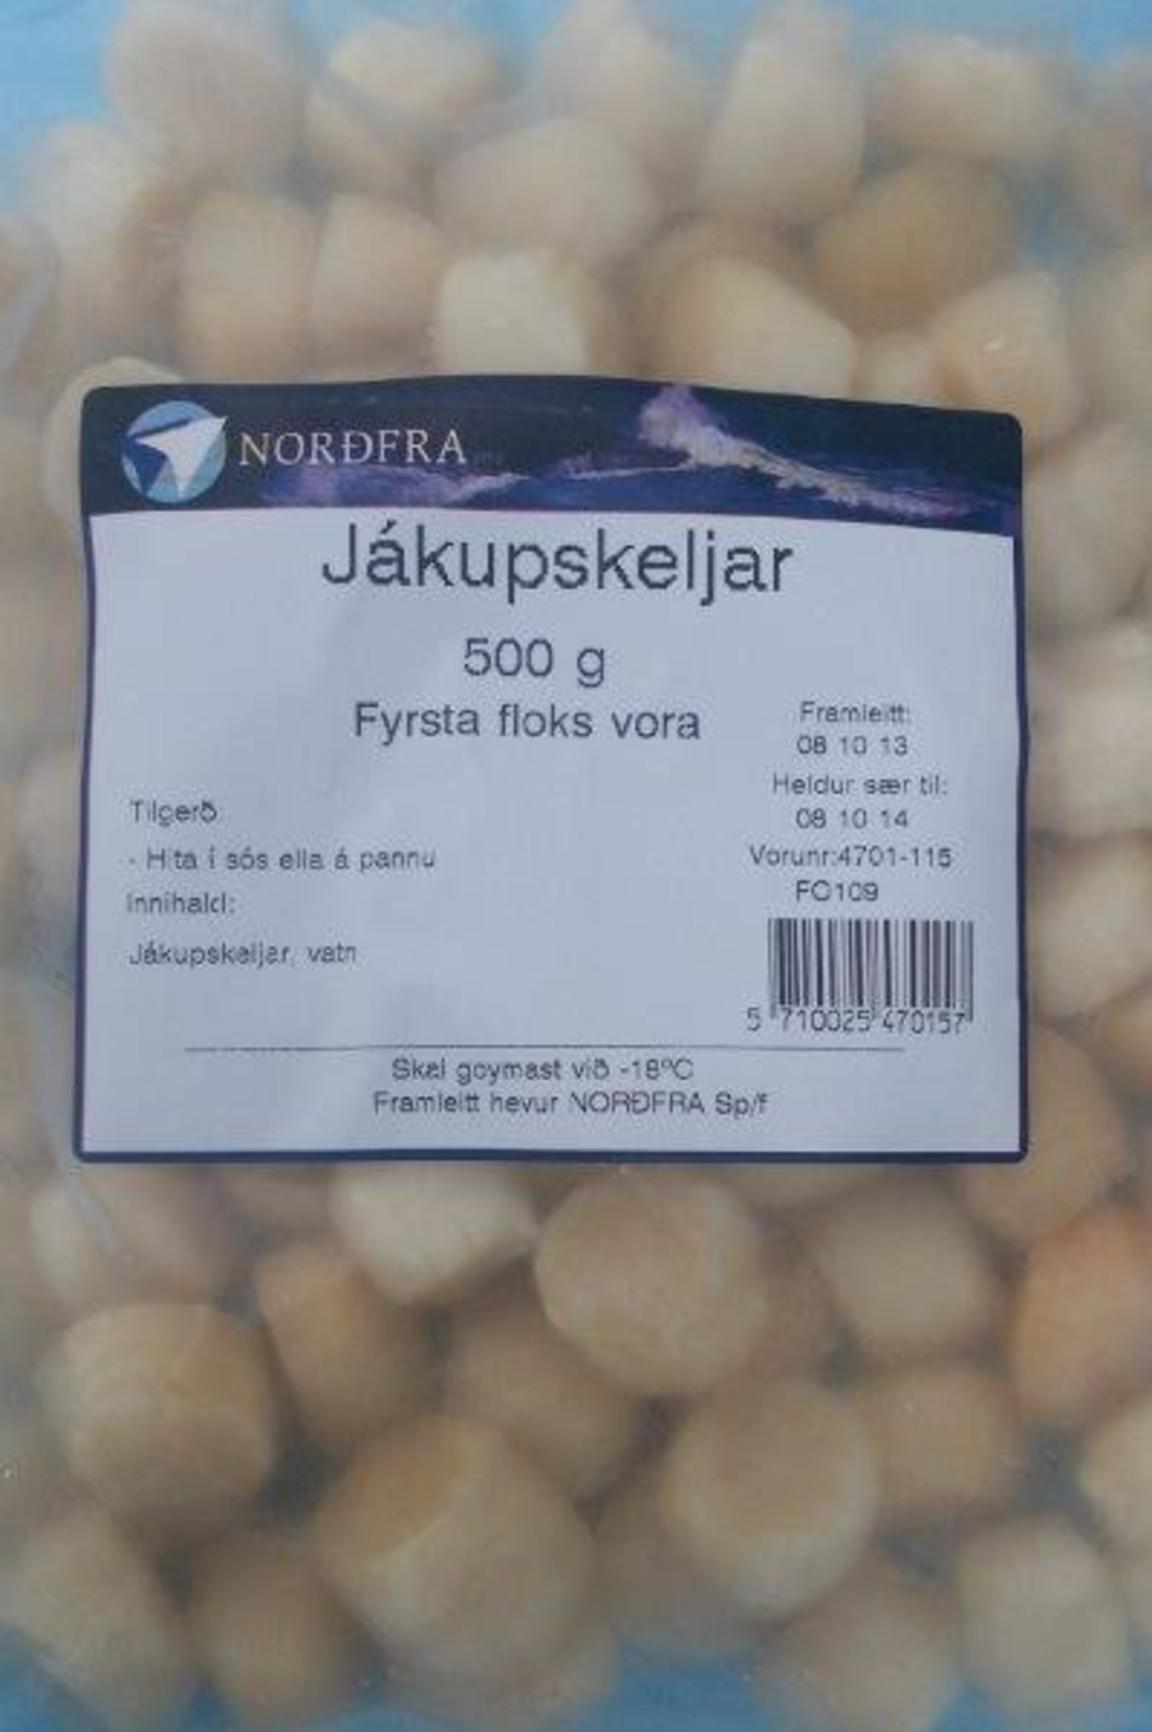 NORÐFRA
Jákupskeljar
500 g
Fyrsta floks vora
Framleitt:
08 10 13
Heldur sær til:
08 10 14
Vorunr:4701-115
FO109
Tilgerð
- Hita í sós ella á pannu
Innihald:
Jákupskeljar, vatn
5 710025 470157
Skal goymast við -18ºC
Framleitt hevur NORÐFRA Sp/f